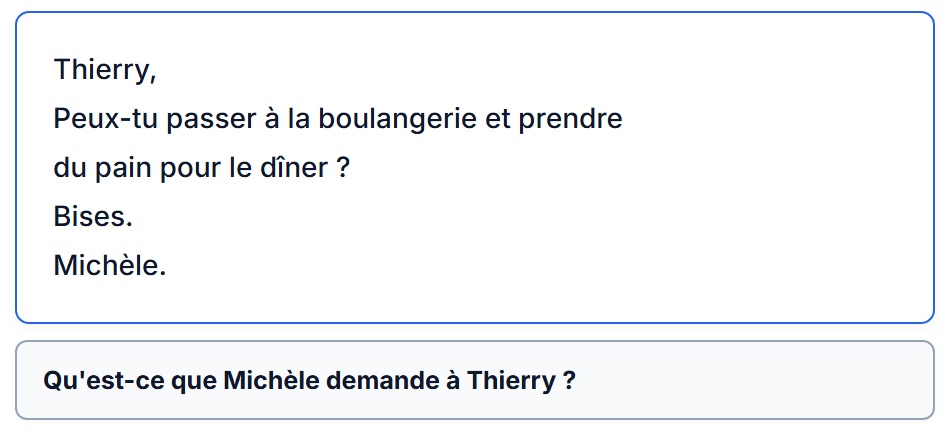 Thierry,
Peux-tu passer à la boulangerie et prendre
du pain pour le dîner ?
Bises.
Michèle.
Qu'est-ce que Michèle demande à Thierry ?